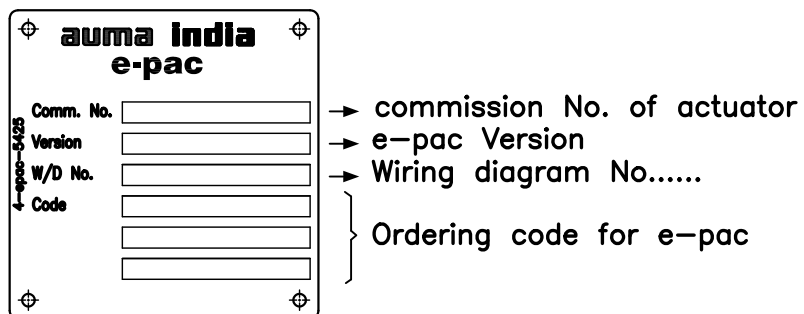 auma india
e-pac
Comm. No.
Version
W/D No.
Code
4-epac-5425
commission No. of actuator
e-pac Version
Wiring diagram No......
Ordering code for e-pac